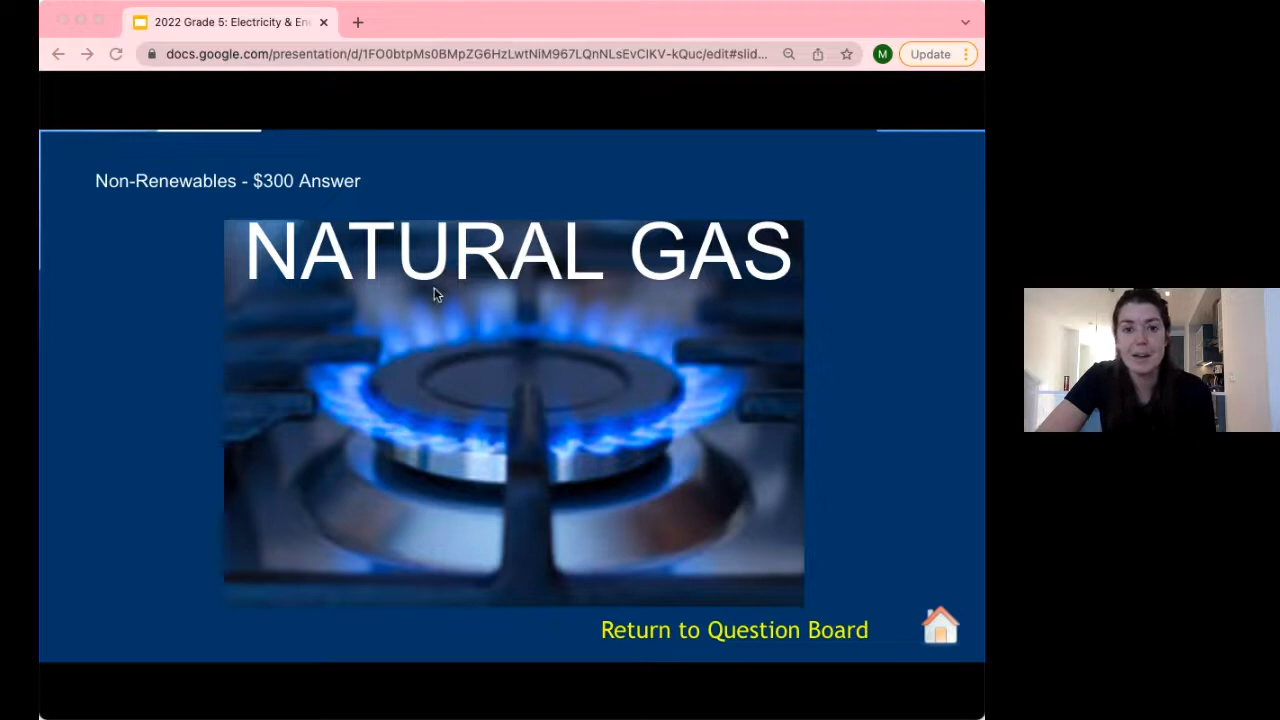 2022 Grade 5: Electricity & En
docs.google.com/presentation/d/1FO0btpMs0BMpZG6HzLwtNiM967LQnNLsEvCIKV-kQuc/edit#slid...
M
Update
Non-Renewables - $300 Answer
NATURAL GAS
Return to Question Board